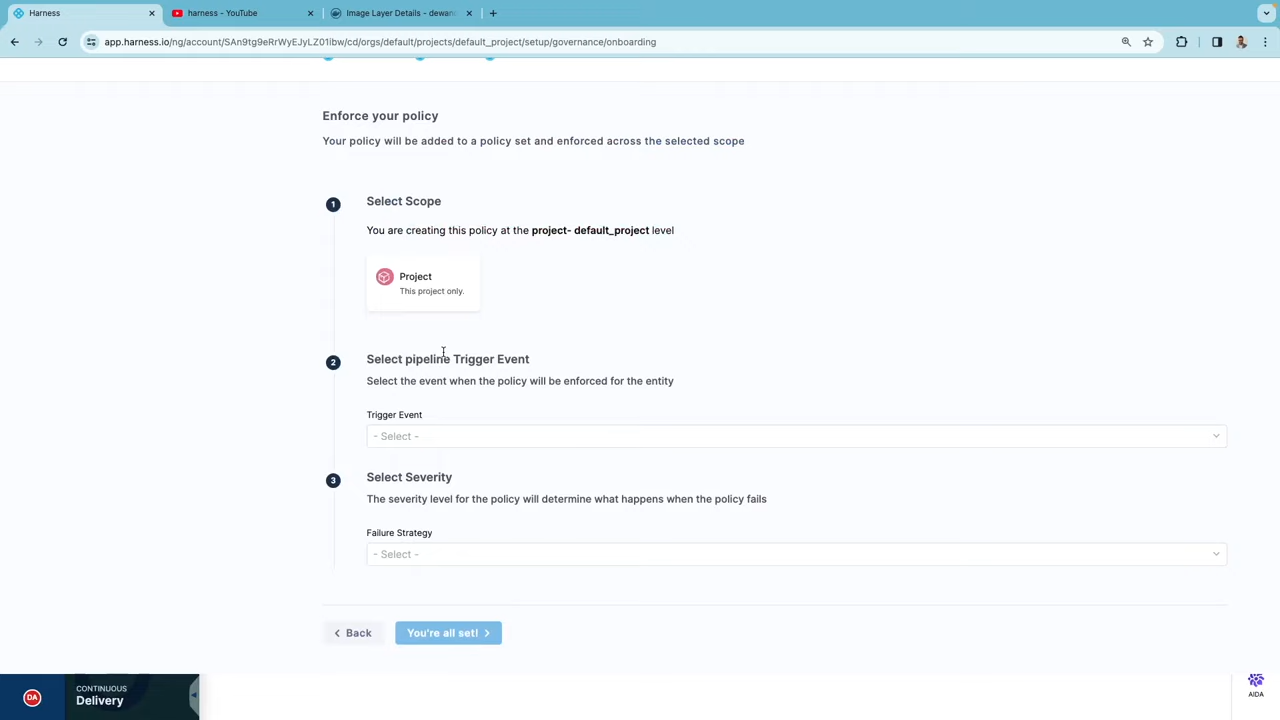 Harness
harness - YouTube
Image Layer Details - dewan
app.harness.io/ng/account/SAn9tg9eRrWyEJyLZ01ibw/cd/orgs/default/projects/default_project/setup/governance/onboarding
Enforce your policy
Your policy will be added to a policy set and enforced across the selected scope
1
Select Scope
You are creating this policy at the project- default_project level
Project
This project only.
2
Select pipeline Trigger Event
Select the event when the policy will be enforced for the entity
Trigger Event
- Select -
3
Select Severity
The severity level for the policy will determine what happens when the policy fails
Failure Strategy
- Select -
Back
You're all set!
DA
CONTINUOUS
Delivery
AIDA